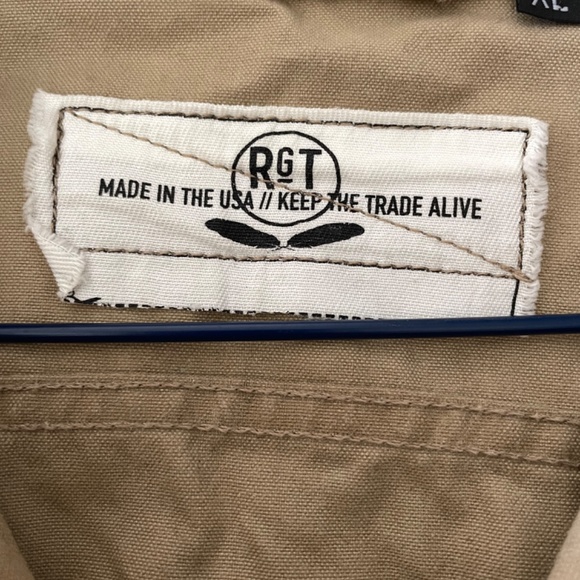 XL
RGT
MADE IN THE USA // KEEP THE TRADE ALIVE